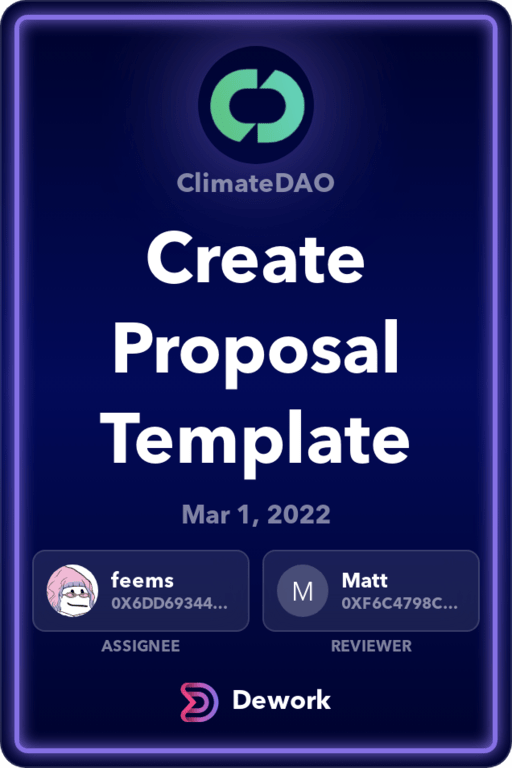 ClimateDAO
Create
Proposal
Template
Mar 1, 2022
feems
0X6DD69344...
ASSIGNEE
M
Matt
0XF6C4798C...
REVIEWER
Dework